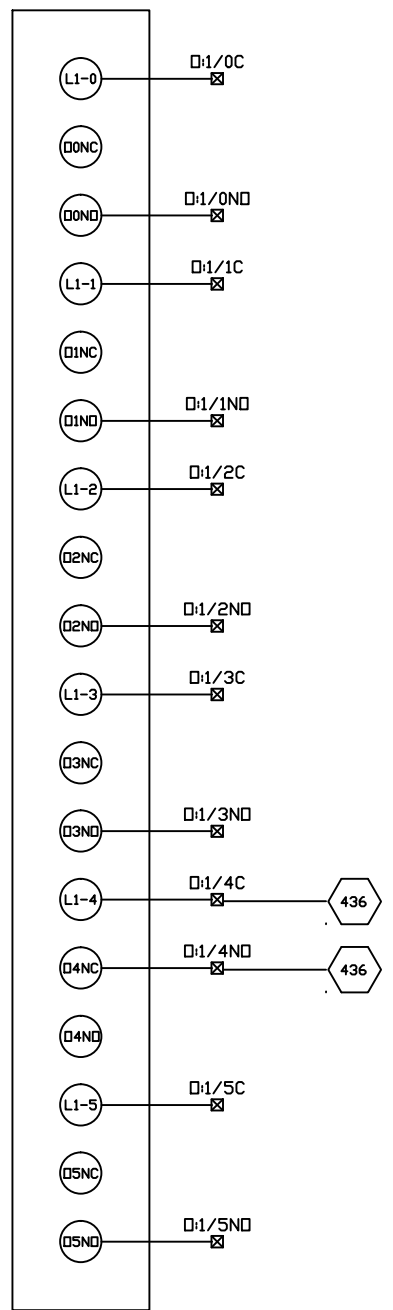 O:1/0C
L1-0
O0NC
O:1/0NO
O0NO
O:1/1C
L1-1
O1NC
O:1/1NO
O1NO
O:1/2C
L1-2
O2NC
O:1/2NO
O2NO
O:1/3C
L1-3
O3NC
O:1/3NO
O3NO
O:1/4C
L1-4
436
O:1/4NO
O4NC
436
O4NO
O:1/5C
L1-5
O5NC
O:1/5NO
O5NO